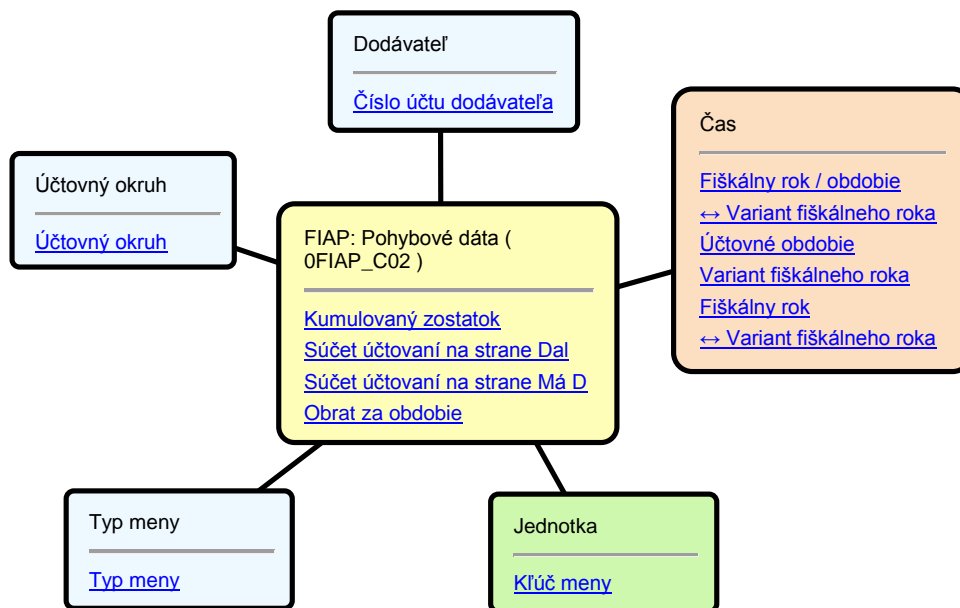 Dodávateľ
Číslo účtu dodávateľa
Čas
Fiškálny rok / obdobie
↔ Variant fiškálneho roka
Účtovné obdobie
Variant fiškálneho roka
Fiškálny rok
↔ Variant fiškálneho roka
Účtovný okruh
Účtovný okruh
FIAP: Pohybové dáta (
0FIAP_C02 )
Kumulovaný zostatok
Súčet účtovaní na strane Dal
Súčet účtovaní na strane Má D
Obrat za obdobie
Typ meny
Typ meny
Jednotka
Kľúč meny